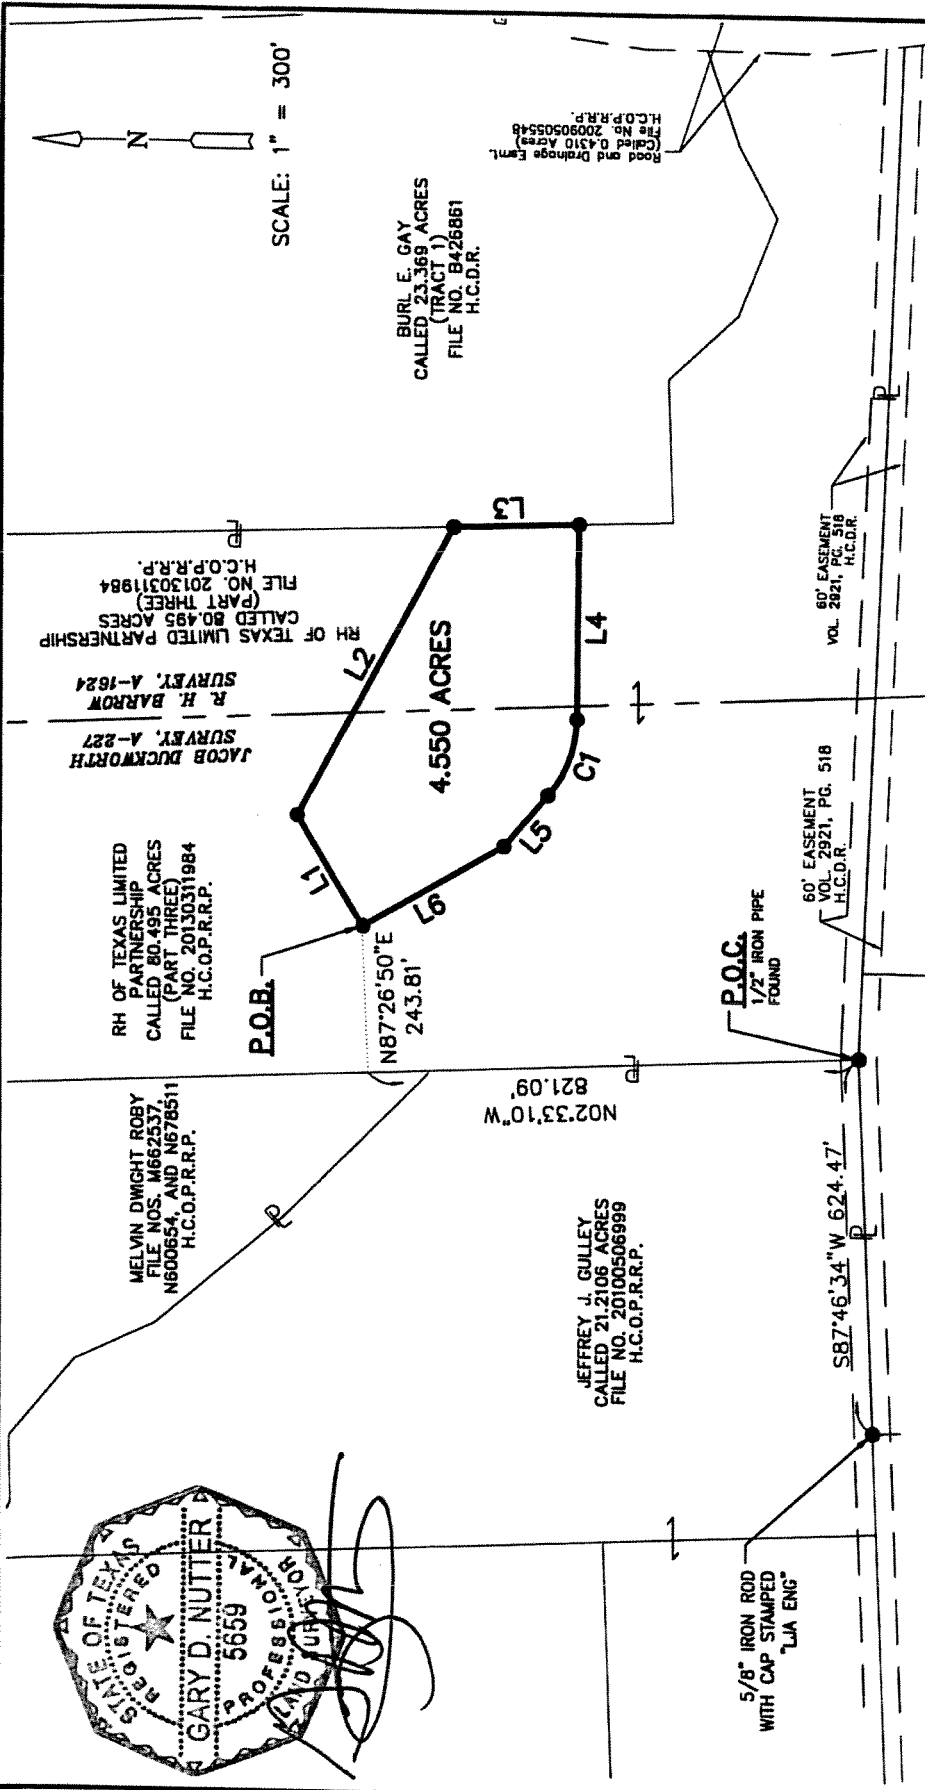 STATE OF TEXAS
REGISTERED
GARY D. NUTTER
5659
PROFESSIONAL
LAND SURVEYOR
MELVIN DWIGHT ROBY
FILE NOS. M662537,
N600654, AND N678511
H.C.O.P.R.R.P.
RH OF TEXAS LIMITED
PARTNERSHIP
CALLED 80.495 ACRES
(PART THREE)
FILE NO. 20130311984
H.C.O.P.R.R.P.
JACOB DUCKWORTH
SURVEY, A-227
R. H. BARROW
SURVEY, A-1624
RH OF TEXAS LIMITED PARTNERSHIP
CALLED 80.495 ACRES
(PART THREE)
FILE NO. 20130311984
H.C.O.P.R.R.P.
N
SCALE: 1" = 300'
BURL E. GAY
CALLED 23.369 ACRES
(TRACT 1)
FILE NO. B426861
H.C.D.R.
Road and Drainage Esmt.
(Called 0.4310 Acres)
File No. 20090505548
H.C.O.P.R.R.P.
P.O.B.
L1
L2
L3
4.550 ACRES
L4
C1
L5
L6
N87°26'50"E
243.81'
N02°33'10"W
821.09'
JEFFREY J. GULLEY
CALLED 21.2106 ACRES
FILE NO. 20100506999
H.C.O.P.R.R.P.
P.O.C.
1/2" IRON PIPE
FOUND
60' EASEMENT
VOL. 2921, PG. 518
H.C.D.R.
60' EASEMENT
VOL. 2921, PG. 518
H.C.D.R.
S87°46'34"W 624.47'
5/8" IRON ROD
WITH CAP STAMPED
"LJA ENG"